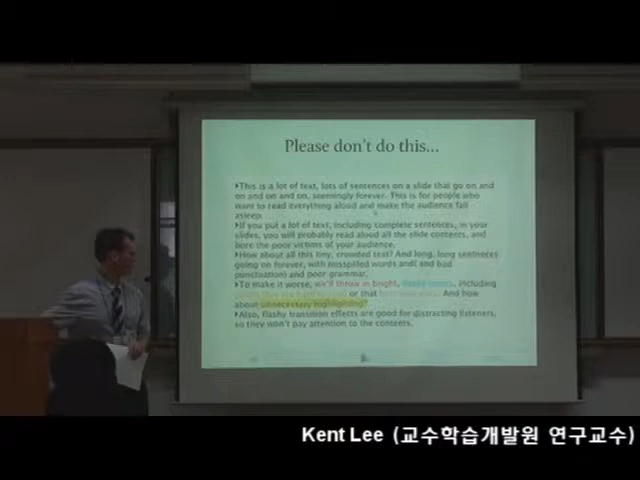 Please don't do this...
‣This is a lot of text, lots of sentences on a slide that go on and
on and on and on, seemingly forever. This is for people who
want to read everything aloud and make the audience fall
asleep.
‣If you put a lot of text, including complete sentences, in your
slides, you will probably read aloud all the slide contents, and
bore the poor victims of your audience.
‣How about all this tiny, crowded text? And long, long sentneces
going on forever, with misspilled words and( and bad
punctuation) and poor grammar.
‣To make it worse, we'll throw in bright, including
or that And how
about unnecessary highlighting?
‣Also, flashy transition effects are good for distracting listeners,
so they won't pay attention to the contents.
Kent Lee (교수학습개발원 연구교수)